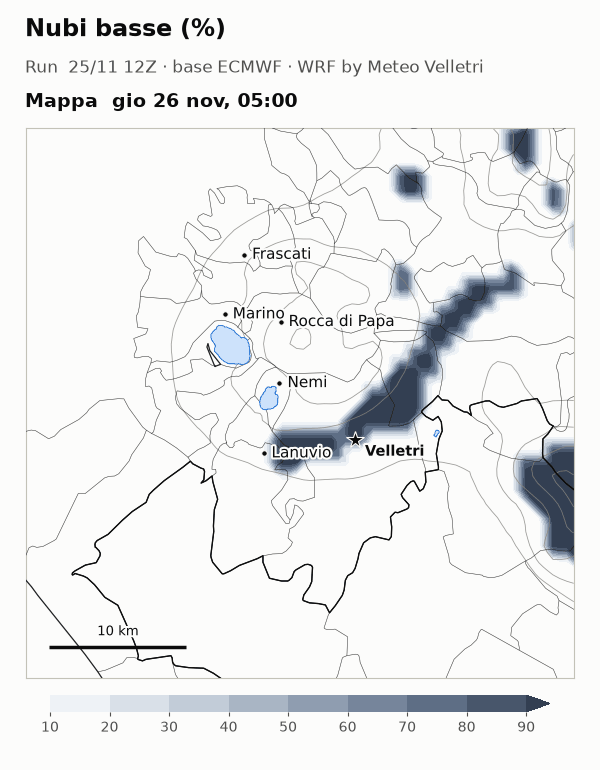 Nubi basse (%)
Run  25/11 12Z · base ECMWF · WRF by Meteo Velletri
Mappa  gio 26 nov, 05:00
Frascati
Marino
Rocca di Papa
Nemi
Lanuvio
Velletri
10 km
10 20 30 40 50 60 70 80 90